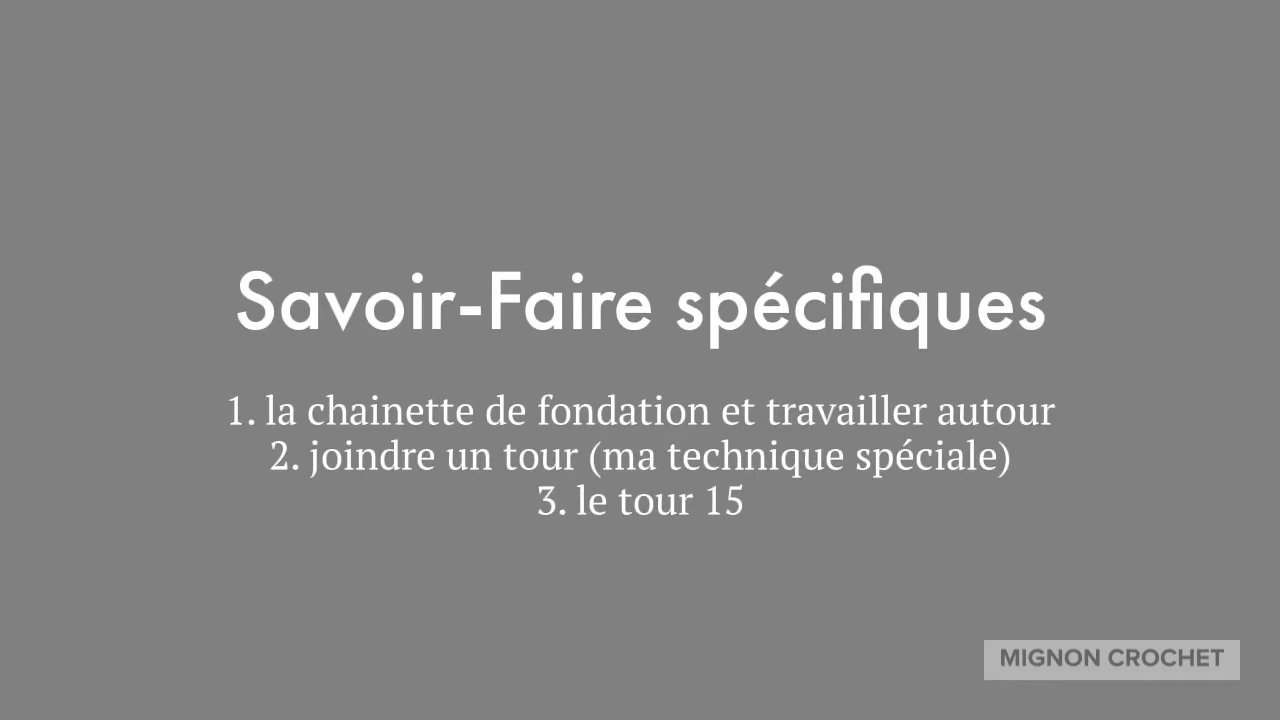 Savoir-Faire spécifiques
1. la chainette de fondation et travailler autour
2. joindre un tour (ma technique spéciale)
3. le tour 15
MIGNON CROCHET